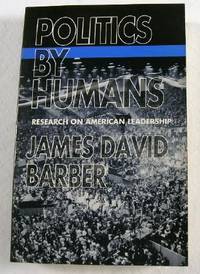 POLITICS
BY
HUMANS
RESEARCH ON AMERICAN LEADERSHIP
JAMES DAVID
BARBER